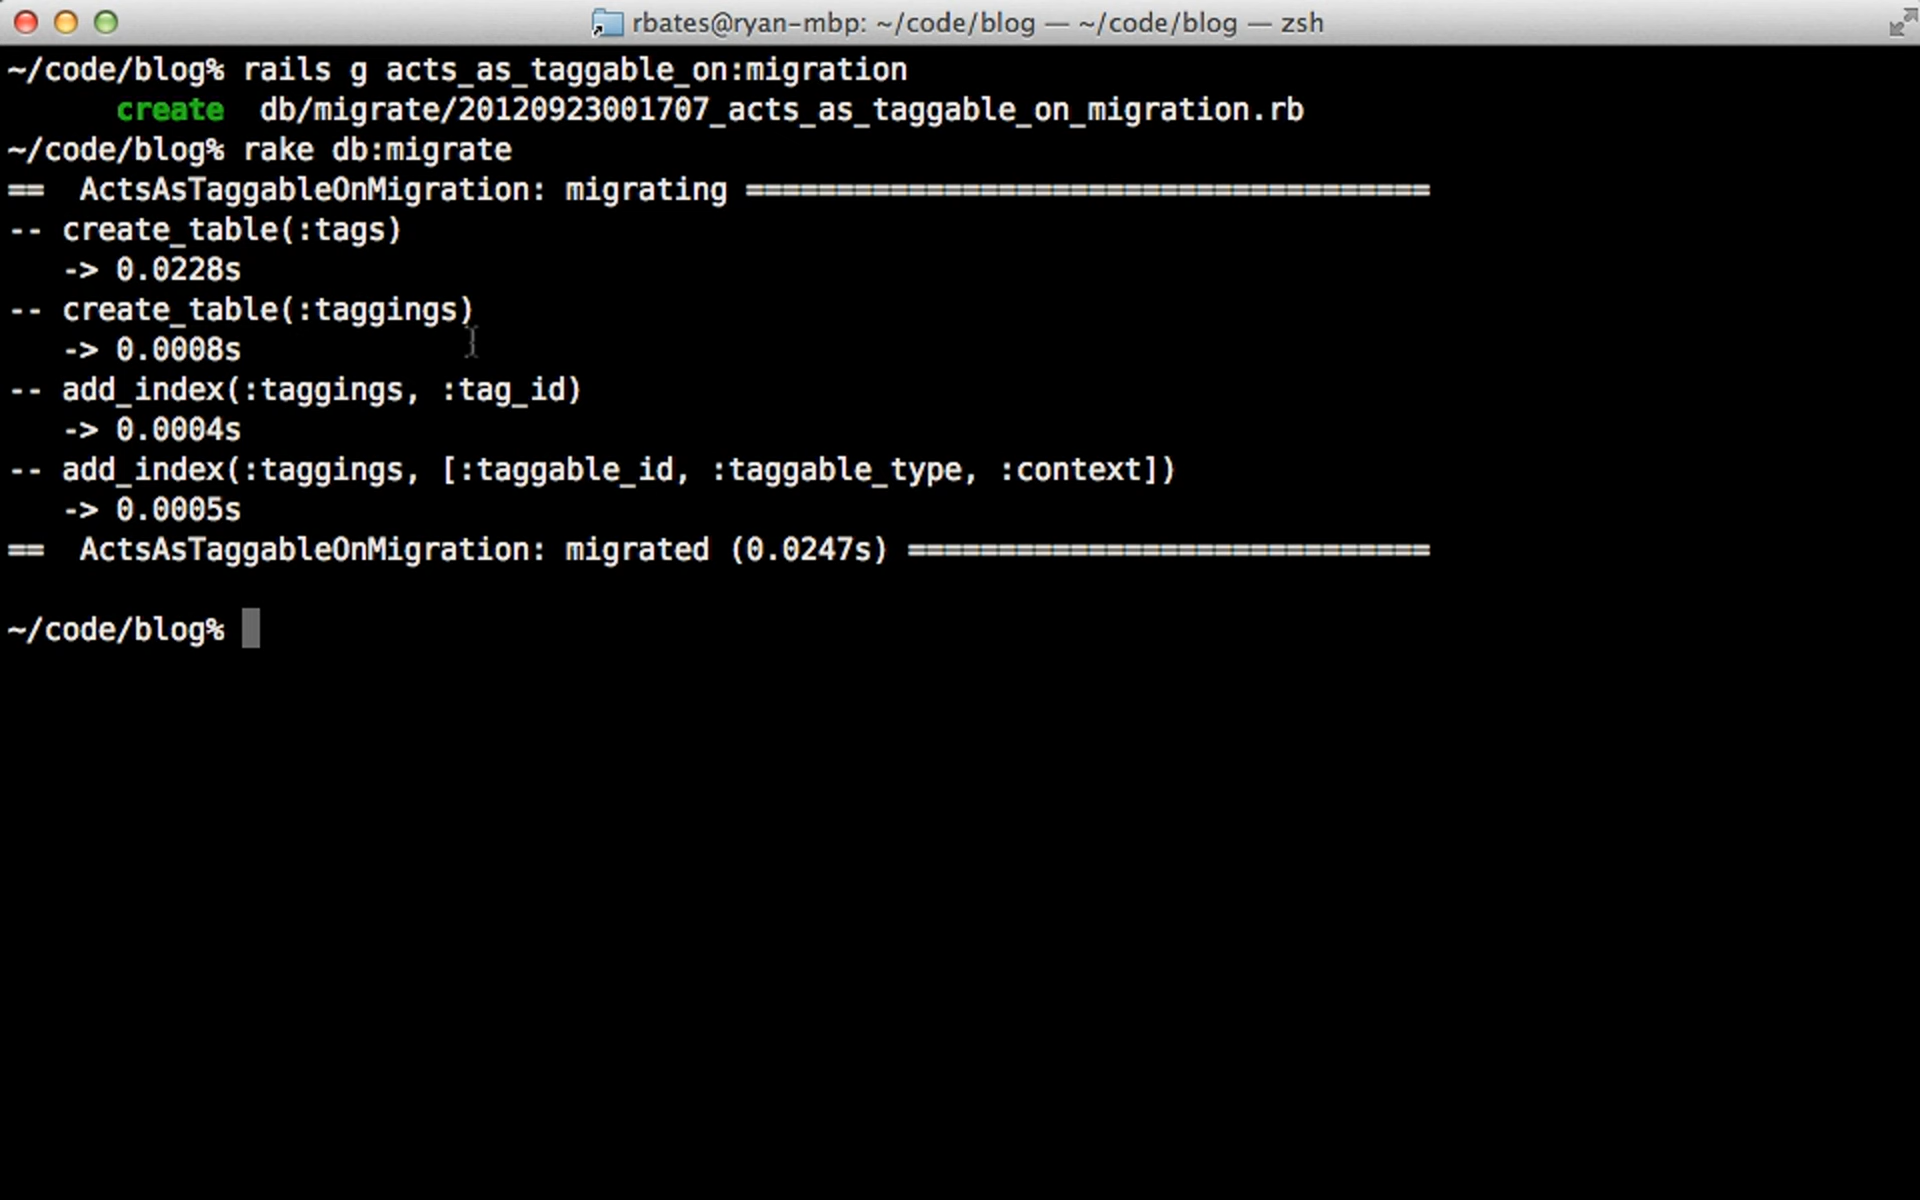 rbates@ryan-mbp: ~/code/blog — ~/code/blog — zsh
~/code/blog% rails g acts_as_taggable_on:migration
      create  db/migrate/20120923001707_acts_as_taggable_on_migration.rb
~/code/blog% rake db:migrate
==  ActsAsTaggableOnMigration: migrating ======================================
-- create_table(:tags)
   -> 0.0228s
-- create_table(:taggings)
   -> 0.0008s
-- add_index(:taggings, :tag_id)
   -> 0.0004s
-- add_index(:taggings, [:taggable_id, :taggable_type, :context])
   -> 0.0005s
==  ActsAsTaggableOnMigration: migrated (0.0247s) =============================
~/code/blog%